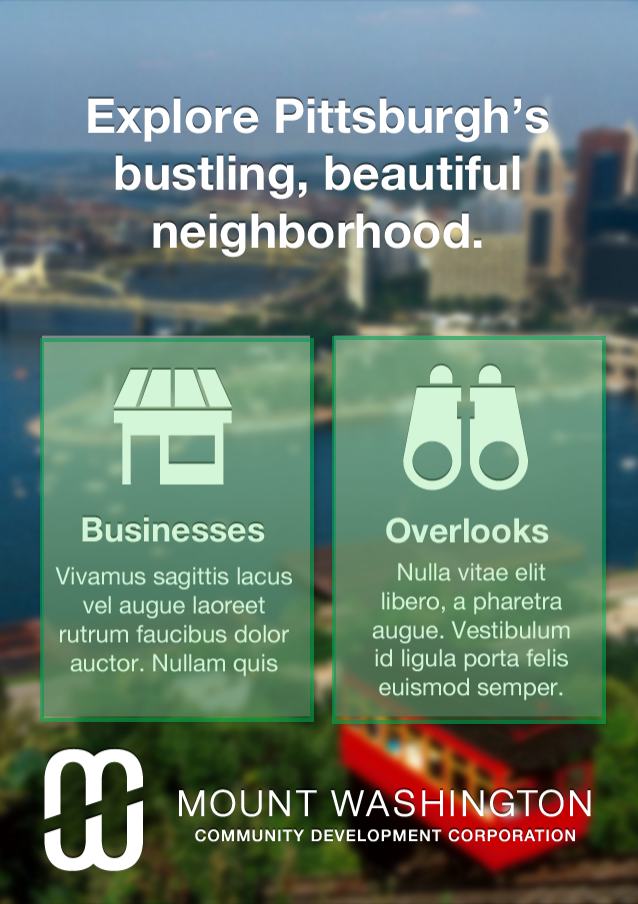 Explore Pittsburgh’s
bustling, beautiful
neighborhood.
Businesses
Vivamus sagittis lacus
vel augue laoreet
rutrum faucibus dolor
auctor. Nullam quis
Overlooks
Nulla vitae elit
libero, a pharetra
augue. Vestibulum
id ligula porta felis
euismod semper.
MOUNT WASHINGTON
COMMUNITY DEVELOPMENT CORPORATION